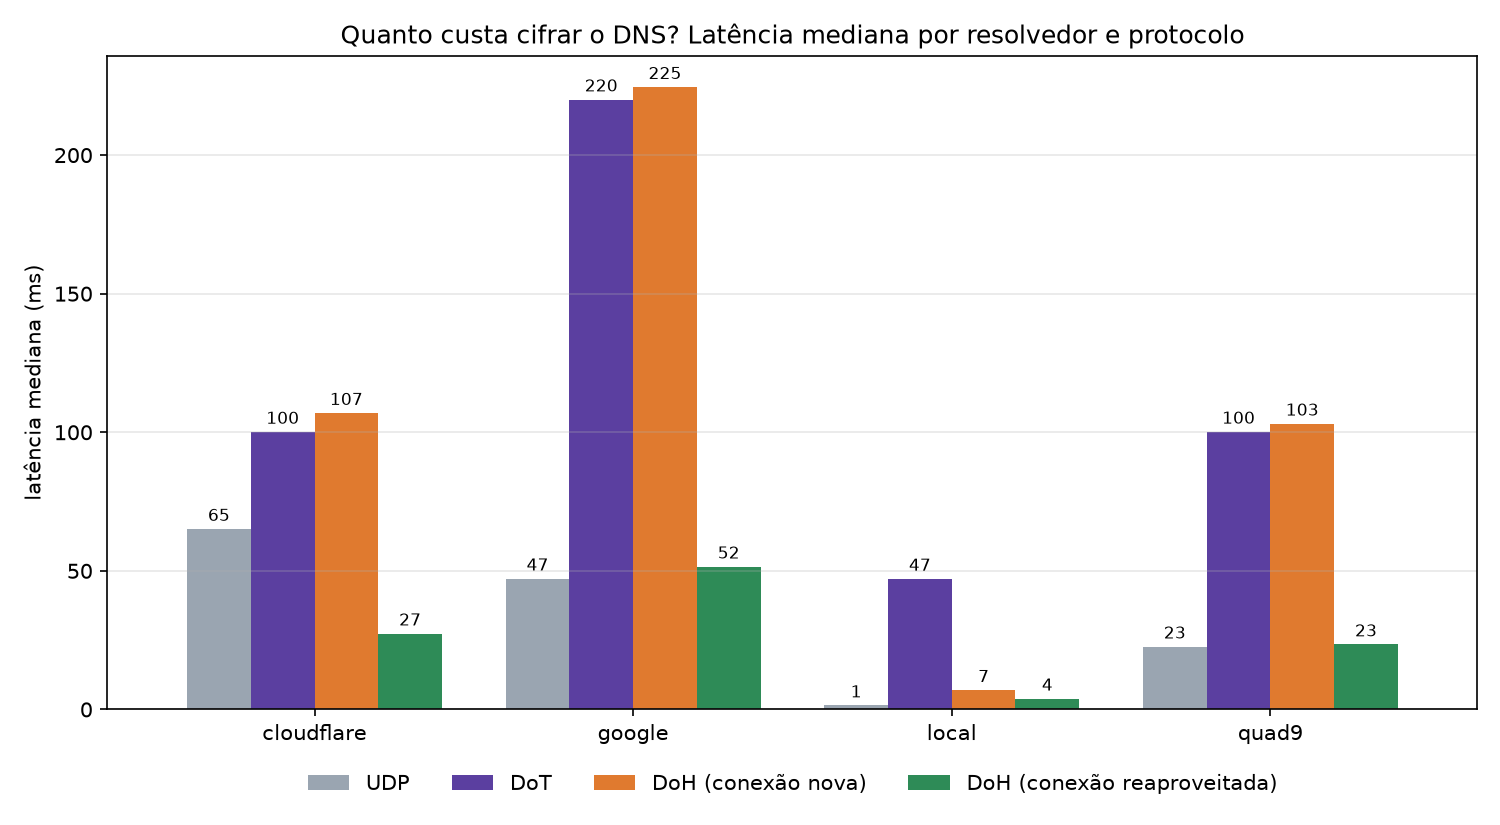 Quanto custa cifrar o DNS? Latência mediana por resolvedor e protocolo
latência mediana (ms)
200
150
100
50
0
65
100
107
27
47
220
225
52
1
47
7
4
23
100
103
23
cloudflare
google
local
quad9
UDP
DoT
DoH (conexão nova)
DoH (conexão reaproveitada)